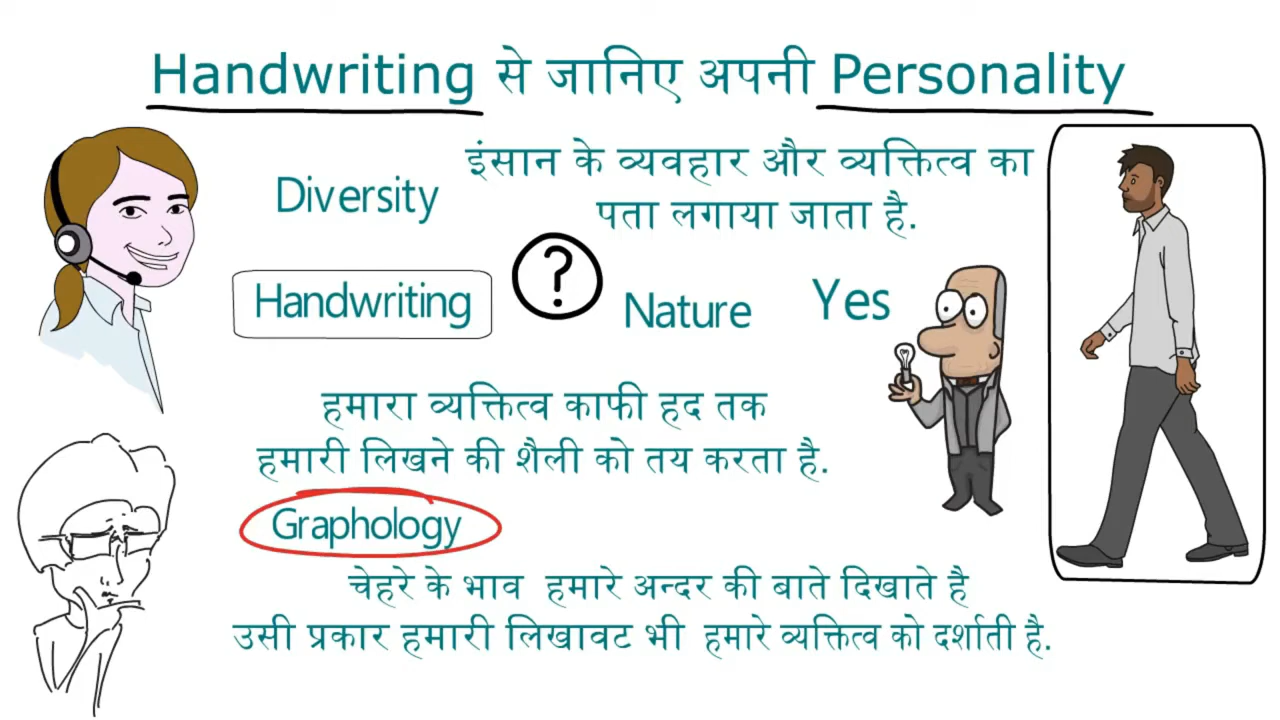 Handwriting से जानिए अपनी Personality
इंसान के व्यवहार और व्यक्तित्व का
पता लगाया जाता है.
Diversity
?
Handwriting
Nature
Yes
हमारा व्यक्तित्व काफी हद तक
हमारी लिखने की शैली को तय करता है.
Graphology
चेहरे के भाव हमारे अन्दर की बाते दिखाते है
उसी प्रकार हमारी लिखावट भी हमारे व्यक्तित्व को दर्शाती है.